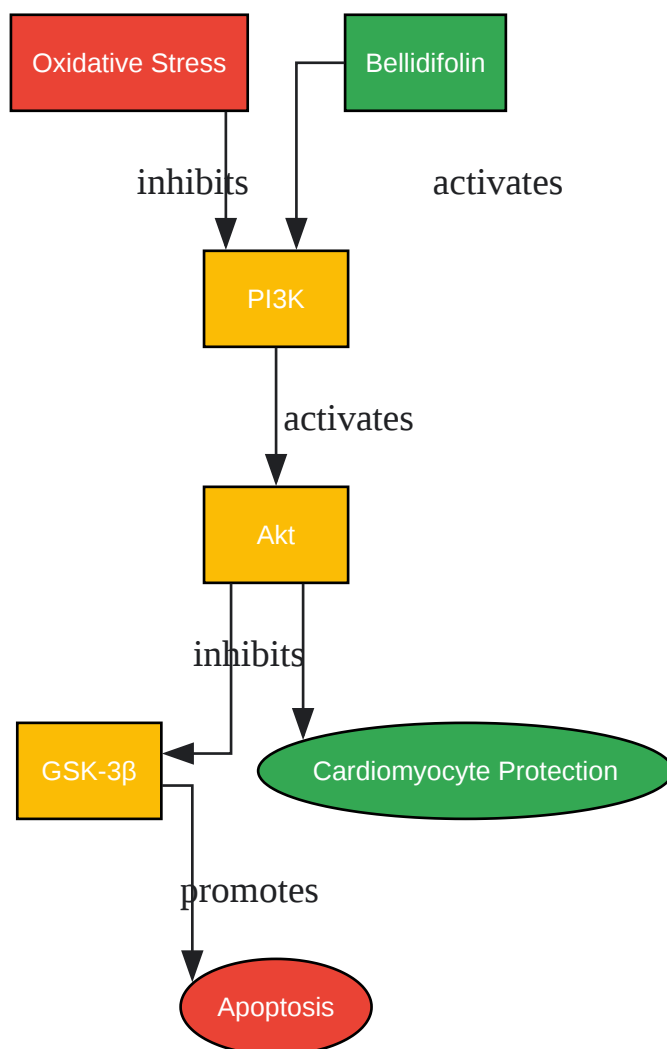 Oxidative Stress
Bellidifolin
inhibits
activates
PI3K
activates
Akt
inhibits
GSK-3β
Cardiomyocyte Protection
promotes
Apoptosis